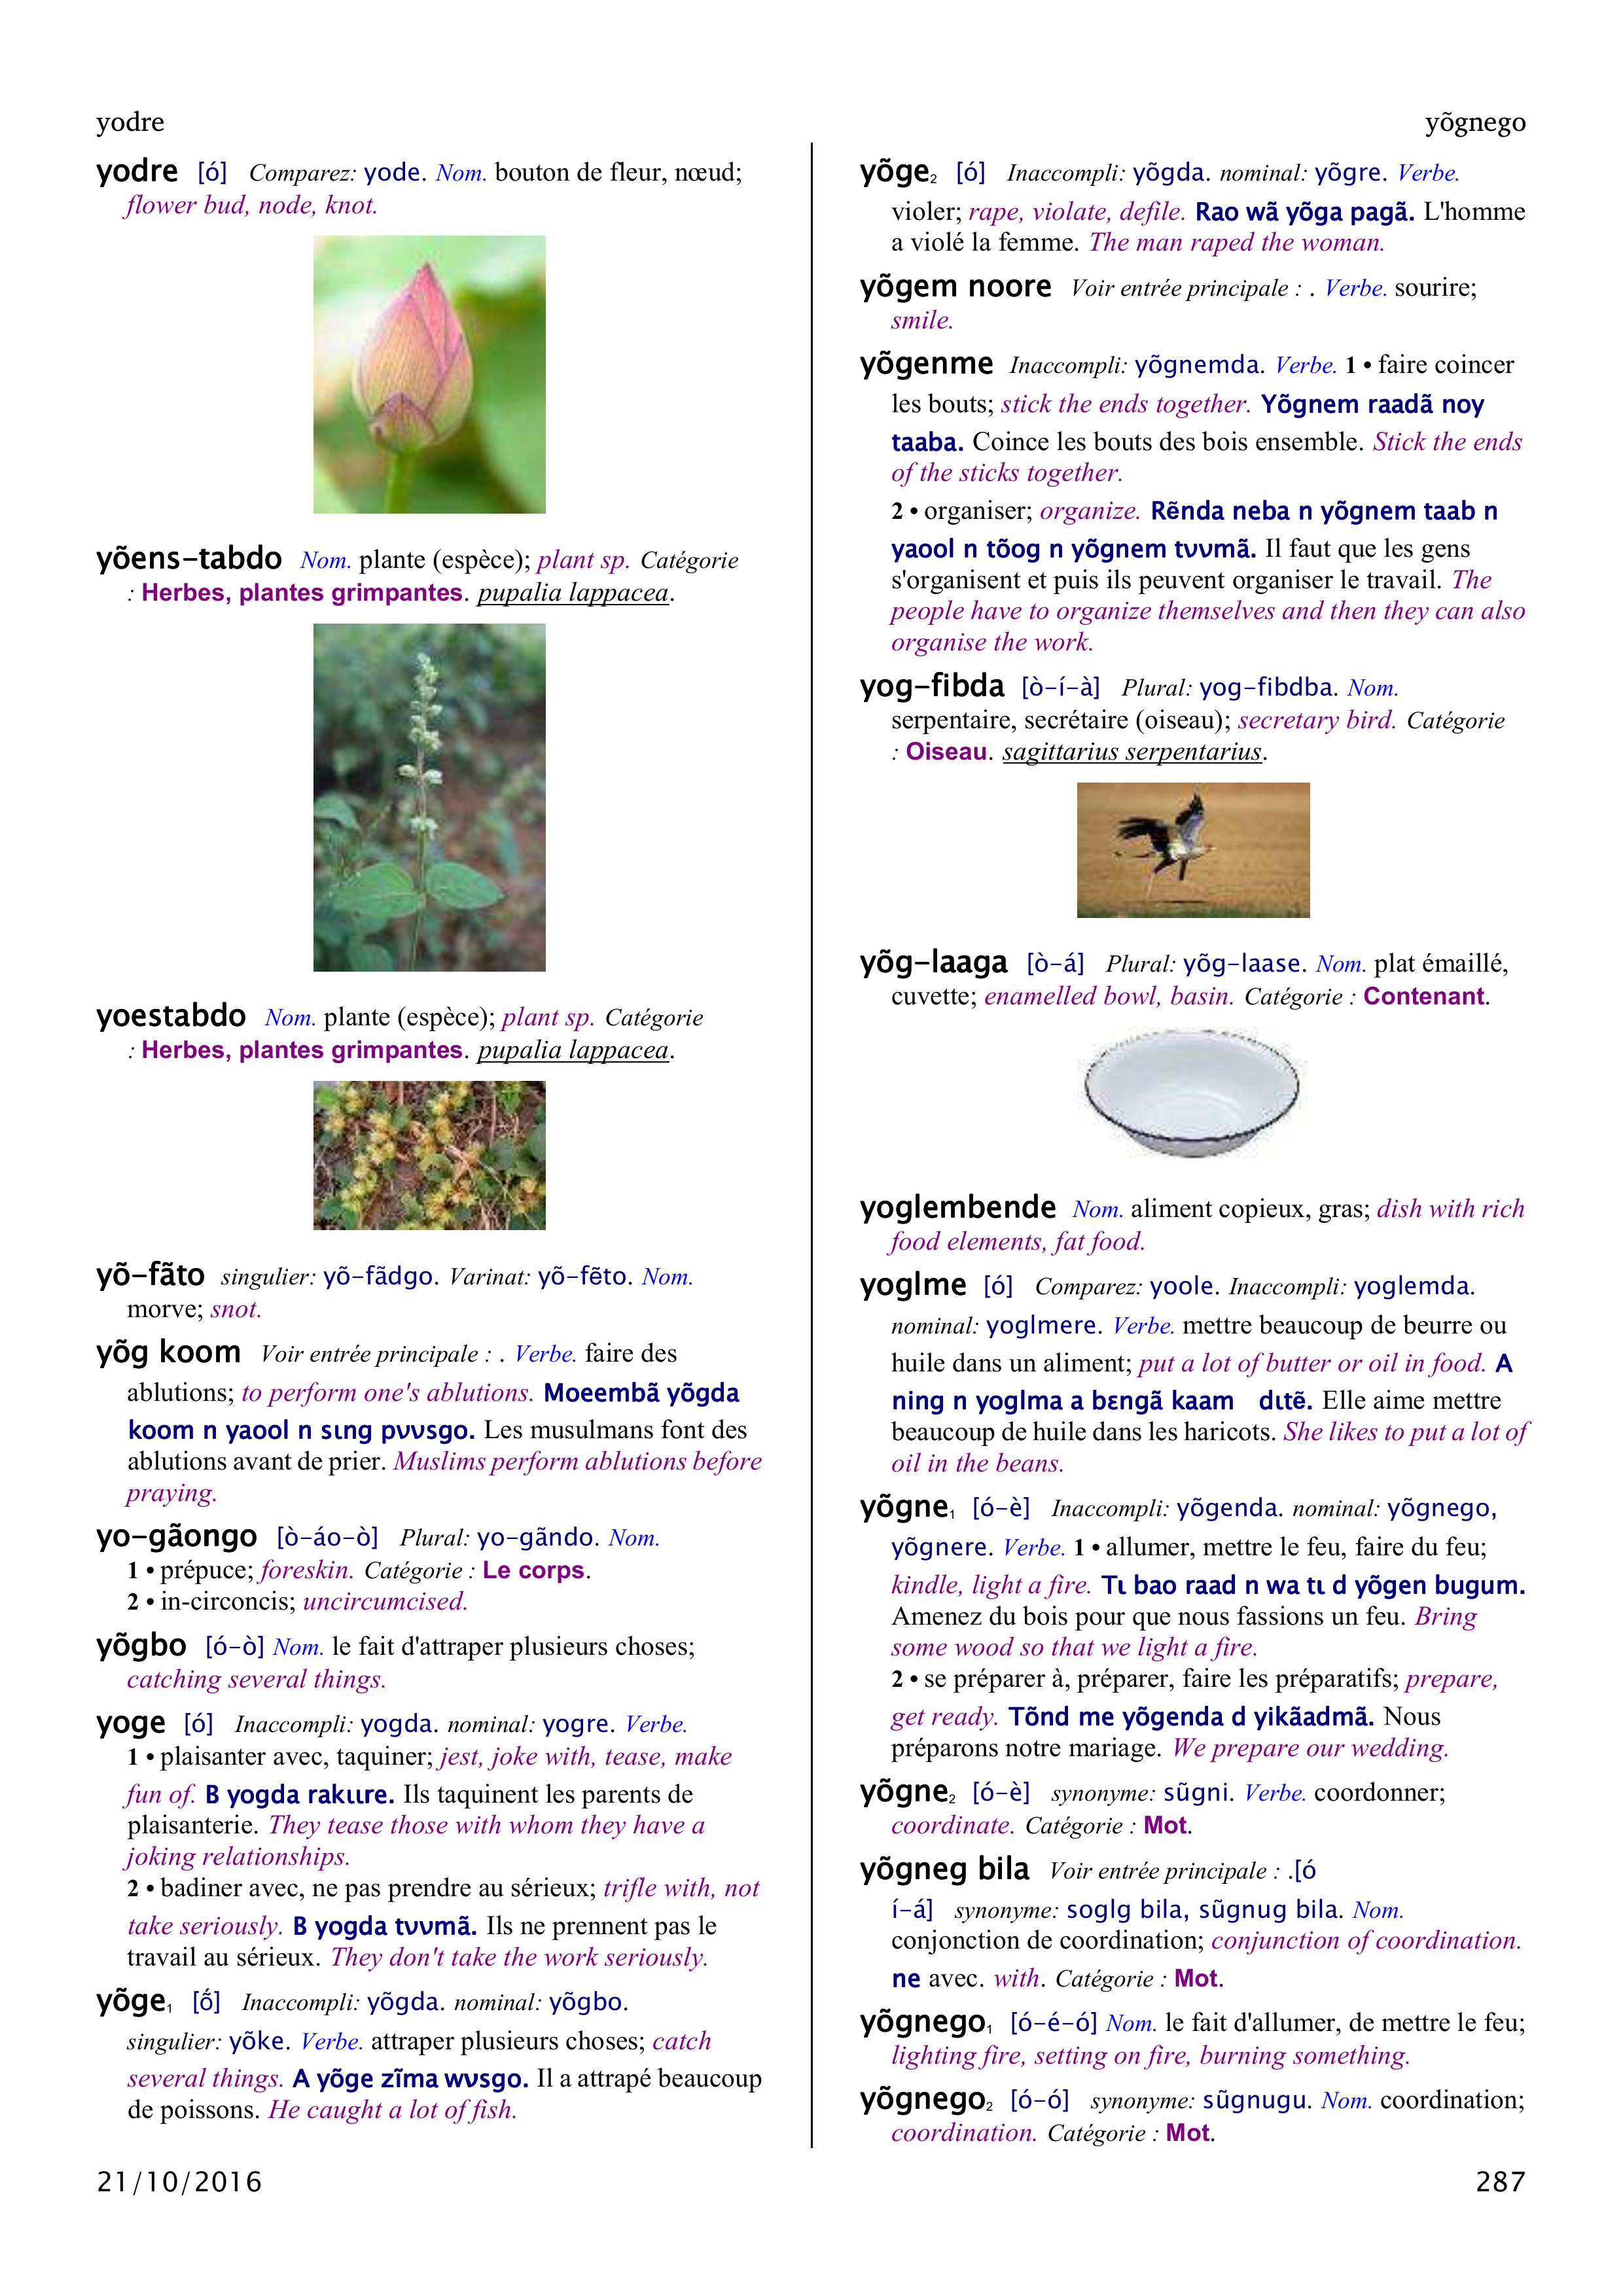 yodre
yõgnego
yodre [ó] Comparez: yode. Nom. bouton de fleur, nœud;
flower bud, node, knot.
yõens-tabdo Nom. plante (espèce); plant sp. Catégorie
: Herbes, plantes grimpantes. pupalia lappacea.
yoestabdo Nom. plante (espèce); plant sp. Catégorie
: Herbes, plantes grimpantes. pupalia lappacea.
yõ-fãto singulier: yõ-fãdgo. Varinat: yõ-fẽto. Nom.
morve; snot.
yõg koom Voir entrée principale : . Verbe. faire des
ablutions; to perform one's ablutions. Moeembã yõgda
koom n yaool n sɩng pʋʋsgo. Les musulmans font des
ablutions avant de prier. Muslims perform ablutions before
praying.
yo-gãongo [ò-áo-ò] Plural: yo-gãndo. Nom.
1 • prépuce; foreskin. Catégorie : Le corps.
2 • in-circoncis; uncircumcised.
yõgbo [ó-ò] Nom. le fait d'attraper plusieurs choses;
catching several things.
yoge [ó] Inaccompli: yogda. nominal: yogre. Verbe.
1 • plaisanter avec, taquiner; jest, joke with, tease, make
fun of. B yogda rakɩɩre. Ils taquinent les parents de
plaisanterie. They tease those with whom they have a
joking relationships.
2 • badiner avec, ne pas prendre au sérieux; trifle with, not
take seriously. B yogda tʋʋmã. Ils ne prennent pas le
travail au sérieux. They don't take the work seriously.
yõge₁ [ṍ] Inaccompli: yõgda. nominal: yõgbo.
singulier: yõke. Verbe. attraper plusieurs choses; catch
several things. A yõge zĩma wʋsgo. Il a attrapé beaucoup
de poissons. He caught a lot of fish.
yõge₂ [ó] Inaccompli: yõgda. nominal: yõgre. Verbe.
violer; rape, violate, defile. Rao wã yõga pagã. L'homme
a violé la femme. The man raped the woman.
yõgem noore Voir entrée principale : . Verbe. sourire;
smile.
yõgenme Inaccompli: yõgnemda. Verbe. 1 • faire coincer
les bouts; stick the ends together. Yõgnem raadã noy
taaba. Coince les bouts des bois ensemble. Stick the ends
of the sticks together.
2 • organiser; organize. Rẽnda neba n yõgnem taab n
yaool n tõog n yõgnem tʋʋmã. Il faut que les gens
s'organisent et puis ils peuvent organiser le travail. The
people have to organize themselves and then they can also
organise the work.
yog-fibda [ò-í-à] Plural: yog-fibdba. Nom.
serpentaire, secrétaire (oiseau); secretary bird. Catégorie
: Oiseau. sagittarius serpentarius.
yõg-laaga [ò-á] Plural: yõg-laase. Nom. plat émaillé,
cuvette; enamelled bowl, basin. Catégorie : Contenant.
yoglembende Nom. aliment copieux, gras; dish with rich
food elements, fat food.
yoglme [ó] Comparez: yoole. Inaccompli: yoglemda.
nominal: yoglmere. Verbe. mettre beaucoup de beurre ou
huile dans un aliment; put a lot of butter or oil in food. A
ning n yoglma a bɛngã kaam dɩtẽ. Elle aime mettre
beaucoup de huile dans les haricots. She likes to put a lot of
oil in the beans.
yõgne₁ [ó-è] Inaccompli: yõgenda. nominal: yõgnego,
yõgnere. Verbe. 1 • allumer, mettre le feu, faire du feu;
kindle, light a fire. Tɩ bao raad n wa tɩ d yõgen bugum.
Amenez du bois pour que nous fassions un feu. Bring
some wood so that we light a fire.
2 • se préparer à, préparer, faire les préparatifs; prepare,
get ready. Tõnd me yõgenda d yikãadmã. Nous
préparons notre mariage. We prepare our wedding.
yõgne₂ [ó-è] synonyme: sũgni. Verbe. coordonner;
coordinate. Catégorie : Mot.
yõgneg bila Voir entrée principale : .[ó
í-á] synonyme: soglg bila, sũgnug bila. Nom.
conjonction de coordination; conjunction of coordination.
ne avec. with. Catégorie : Mot.
yõgnego₁ [ó-é-ó] Nom. le fait d'allumer, de mettre le feu;
lighting fire, setting on fire, burning something.
yõgnego₂ [ó-ó] synonyme: sũgnugu. Nom. coordination;
coordination. Catégorie : Mot.
21/10/2016
287